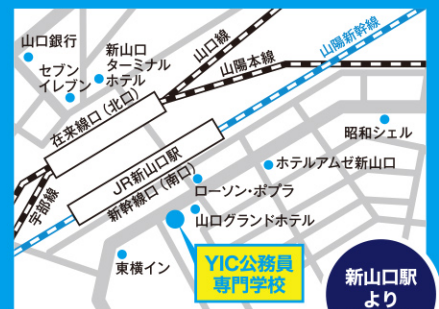 山口銀行
新山口
ターミナル
ホテル
セブン
イレブン
山口線
山陽本線
山陽新幹線
在来線口(北口)
JR新山口駅
新幹線口(南口)
宇部線
昭和シェル
ホテルアムゼ新山口
ローソン・ポプラ
山口グランドホテル
東横イン
YIC公務員
専門学校
新山口駅
より